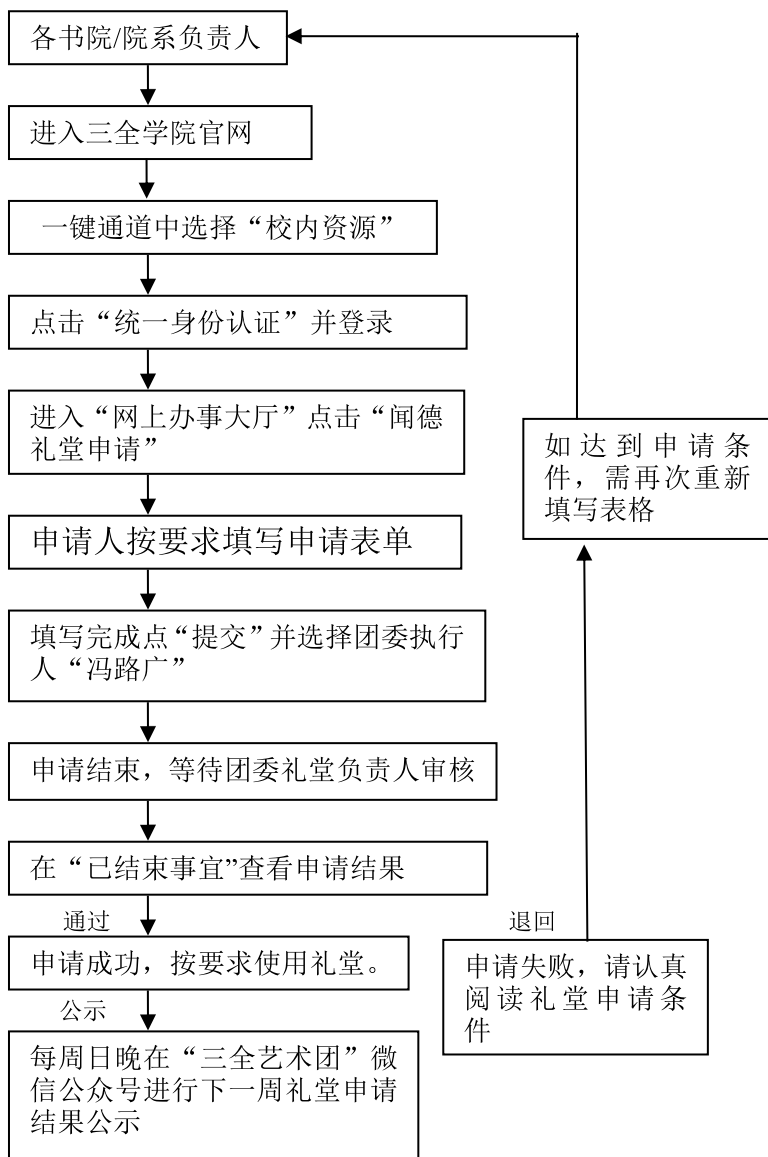 各书院/院系负责人
进入三全学院官网
一键通道中选择“校内资源”
点击“统一身份认证”并登录
进入“网上办事大厅”点击“闻德
礼堂申请”
申请人按要求填写申请表单
填写完成点“提交”并选择团委执行
人“冯路广”
申请结束，等待团委礼堂负责人审核
在“已结束事宜”查看申请结果
通过
申请成功，按要求使用礼堂。
公示
每周日晚在“三全艺术团”微
信公众号进行下一周礼堂申请
结果公示
如达到申请条
件，需再次重新
填写表格
退回
申请失败，请认真
阅读礼堂申请条
件